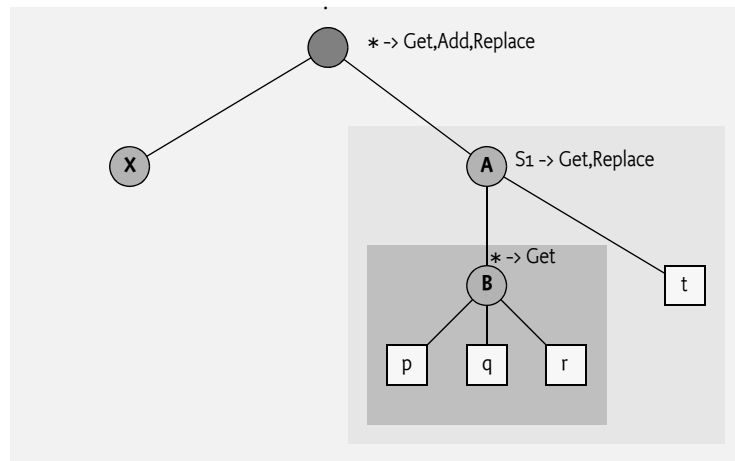 .
∗ -> Get,Add,Replace
X
A
S1 -> Get,Replace
∗ -> Get
B
t
p
q
r